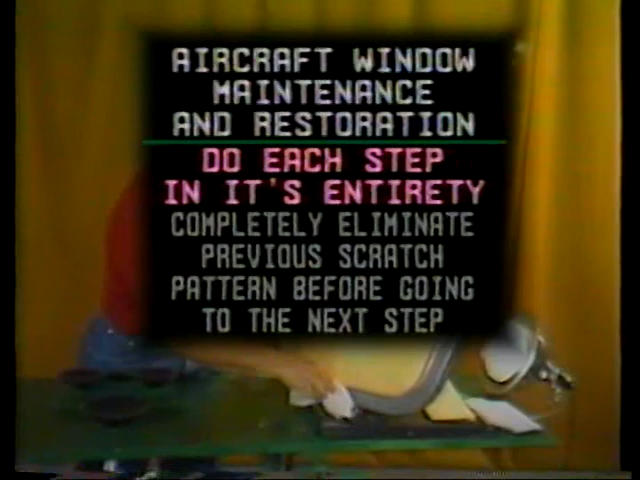 AIRCRAFT WINDOW
MAINTENANCE
AND RESTORATION
DO EACH STEP
IN IT'S ENTIRETY
COMPLETELY ELIMINATE
PREVIOUS SCRATCH
PATTERN BEFORE GOING
TO THE NEXT STEP